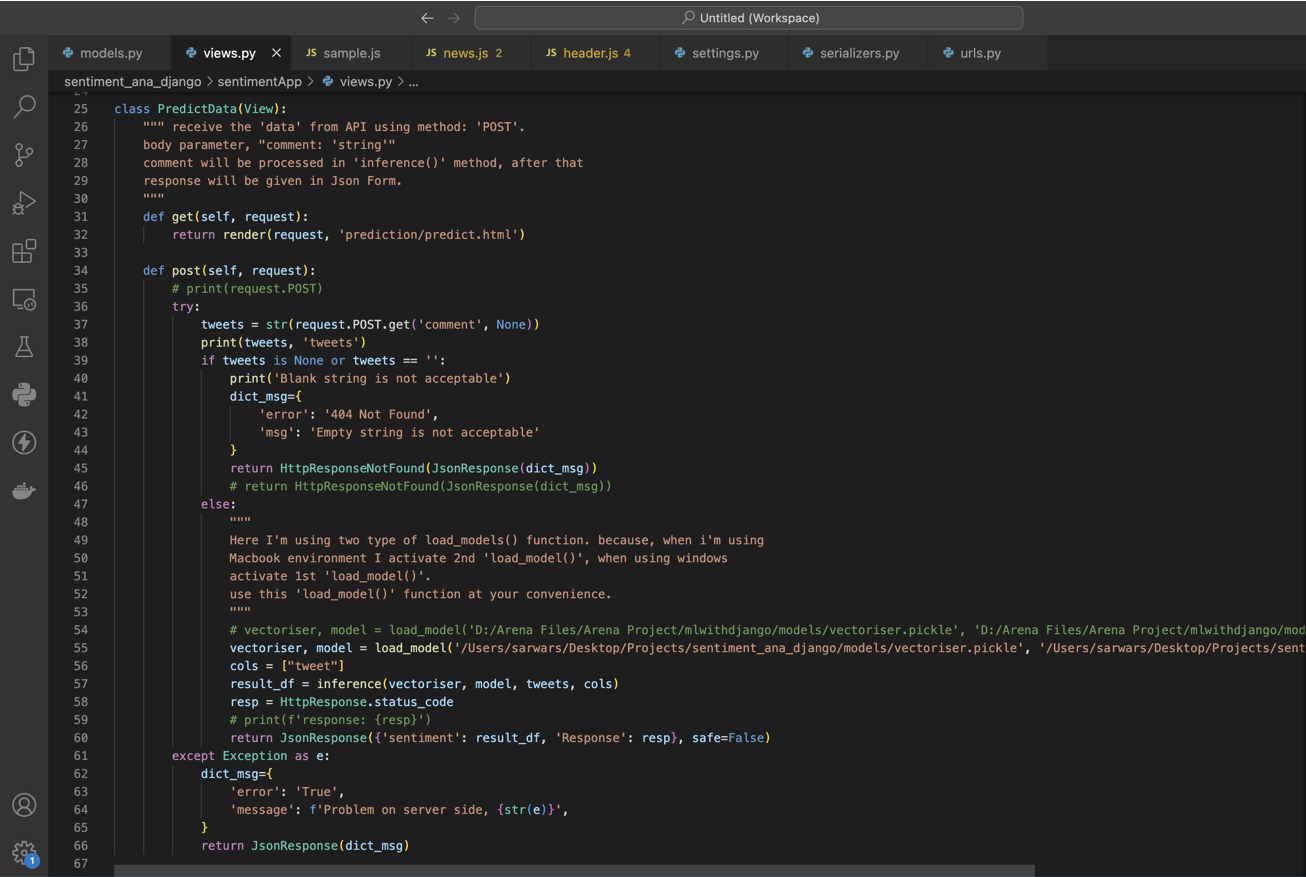 Untitled (Workspace)
models.py views.py JS sample.js JS news.js 2 JS header.js 4 settings.py serializers.py urls.py
sentiment_ana_django > sentimentApp > views.py > ...
24
25 class PredictData(View):
26 """ receive the 'data' from API using method: 'POST'.
27 body parameter, "comment: 'string'"
28 comment will be processed in 'inference()' method, after that
29 response will be given in Json Form.
30 """
31 def get(self, request):
32 return render(request, 'prediction/predict.html')
33
34 def post(self, request):
35 # print(request.POST)
36 try:
37 tweets = str(request.POST.get('comment', None))
38 print(tweets, 'tweets')
39 if tweets is None or tweets == '':
40 print('Blank string is not acceptable')
41 dict_msg={
42 'error': '404 Not Found',
43 'msg': 'Empty string is not acceptable'
44 }
45 return HttpResponseNotFound(JsonResponse(dict_msg))
46 # return HttpResponseNotFound(JsonResponse(dict_msg))
47 else:
48 """
49 Here I'm using two type of load_models() function. because, when i'm using
50 Macbook environment I activate 2nd 'load_model()', when using windows
51 activate 1st 'load_model()'.
52 use this 'load_model()' function at your convenience.
53 """
54 # vectoriser, model = load_model('D:/Arena Files/Arena Project/mlwithdjango/models/vectoriser.pickle', 'D:/Arena Files/Arena Project/mlwithdjango/mod
55 vectoriser, model = load_model('/Users/sarwars/Desktop/Projects/sentiment_ana_django/models/vectoriser.pickle', '/Users/sarwars/Desktop/Projects/sent
56 cols = ["tweet"]
57 result_df = inference(vectoriser, model, tweets, cols)
58 resp = HttpResponse.status_code
59 # print(f'response: {resp}')
60 return JsonResponse({'sentiment': result_df, 'Response': resp}, safe=False)
61 except Exception as e:
62 dict_msg={
63 'error': 'True',
64 'message': f'Problem on server side, {str(e)}',
65 }
66 return JsonResponse(dict_msg)
67
1